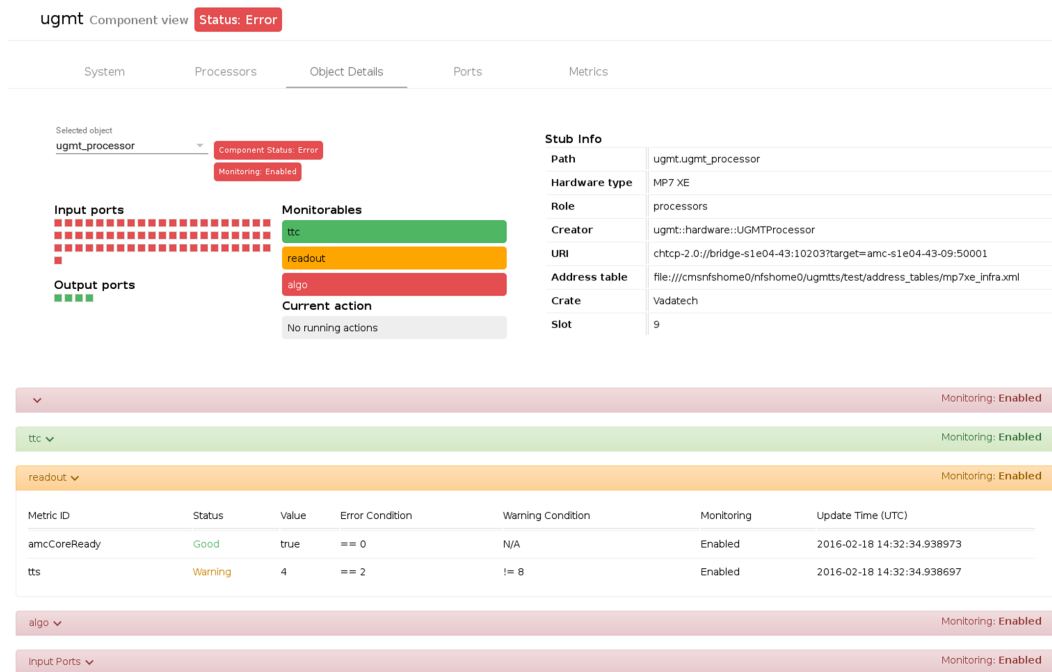 ugmt Component view Status: Error
System Processors Object Details Ports Metrics
Selected object
ugmt_processor
Component Status: Error
Monitoring: Enabled
Input ports
Output ports
Monitorables
ttc
readout
algo
Current action
No running actions
Stub Info
Path ugmt.ugmt_processor
Hardware type MP7 XE
Role processors
Creator ugmt::hardware::UGMTProcessor
URI chtcp-2.0://bridge-s1e04-43:10203?target=amc-s1e04-43-09:50001
Address table file:///cmsnfshome0/nfshome0/ugmtts/test/address_tables/mp7xe_infra.xml
Crate Vadatech
Slot 9
Monitoring: Enabled
ttc Monitoring: Enabled
readout Monitoring: Enabled
Metric ID Status Value Error Condition Warning Condition Monitoring Update Time (UTC)
amcCoreReady Good true == 0 N/A Enabled 2016-02-18 14:32:34.938973
tts Warning 4 == 2 != 8 Enabled 2016-02-18 14:32:34.938697
algo Monitoring: Enabled
Input Ports Monitoring: Enabled